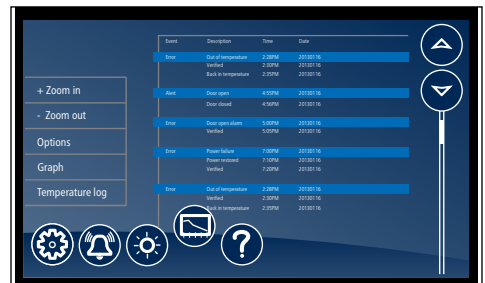 Event Description Time Date
Error Out of temperature 2:28PM 20130116
Verified 2:30PM 20130116
Back in temperature 2:35PM 20130116
Alert Door open 4:55PM 20130116
Door closed 4:56PM 20130116
Error Door open alarm 5:00PM 20130116
Verified 5:05PM 20130116
Error Power failure 7:00PM 20130116
Power restored 7:10PM 20130116
Verified 7:20PM 20130116
Error Out of temperature 2:28PM 20130116
Verified 2:30PM 20130116
Back in temperature 2:35PM 20130116
+ Zoom in
- Zoom out
Options
Graph
Temperature log
?